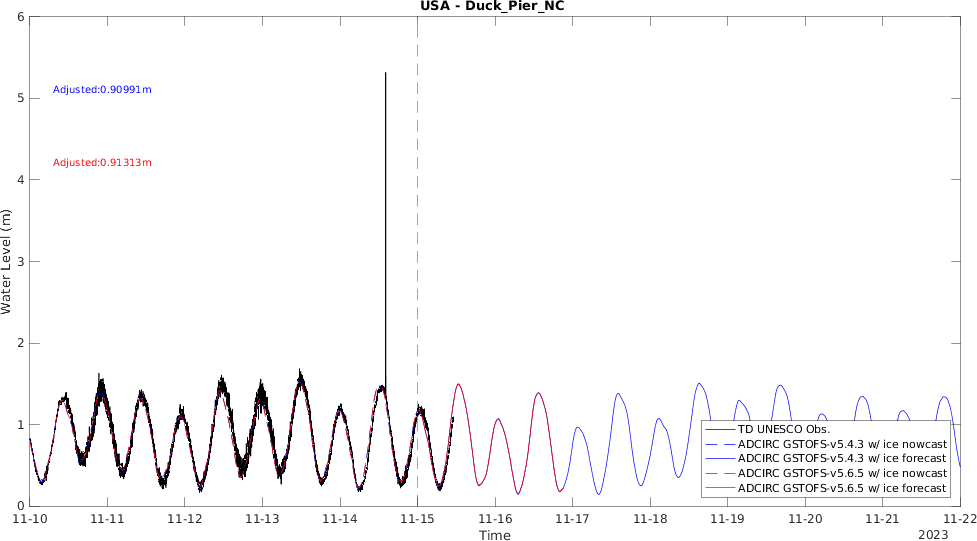 USA - Duck_Pier_NC
6
5
4
3
2
1
0
Water Level (m)
Adjusted:0.90991m
Adjusted:0.91313m
TD UNESCO Obs.
ADCIRC GSTOFS-v5.4.3 w/ ice nowcast
ADCIRC GSTOFS-v5.4.3 w/ ice forecast
ADCIRC GSTOFS-v5.6.5 w/ ice nowcast
ADCIRC GSTOFS-v5.6.5 w/ ice forecast
11-10 11-11 11-12 11-13 11-14 11-15 11-16 11-17 11-18 11-19 11-20 11-21 11-22
Time
2023